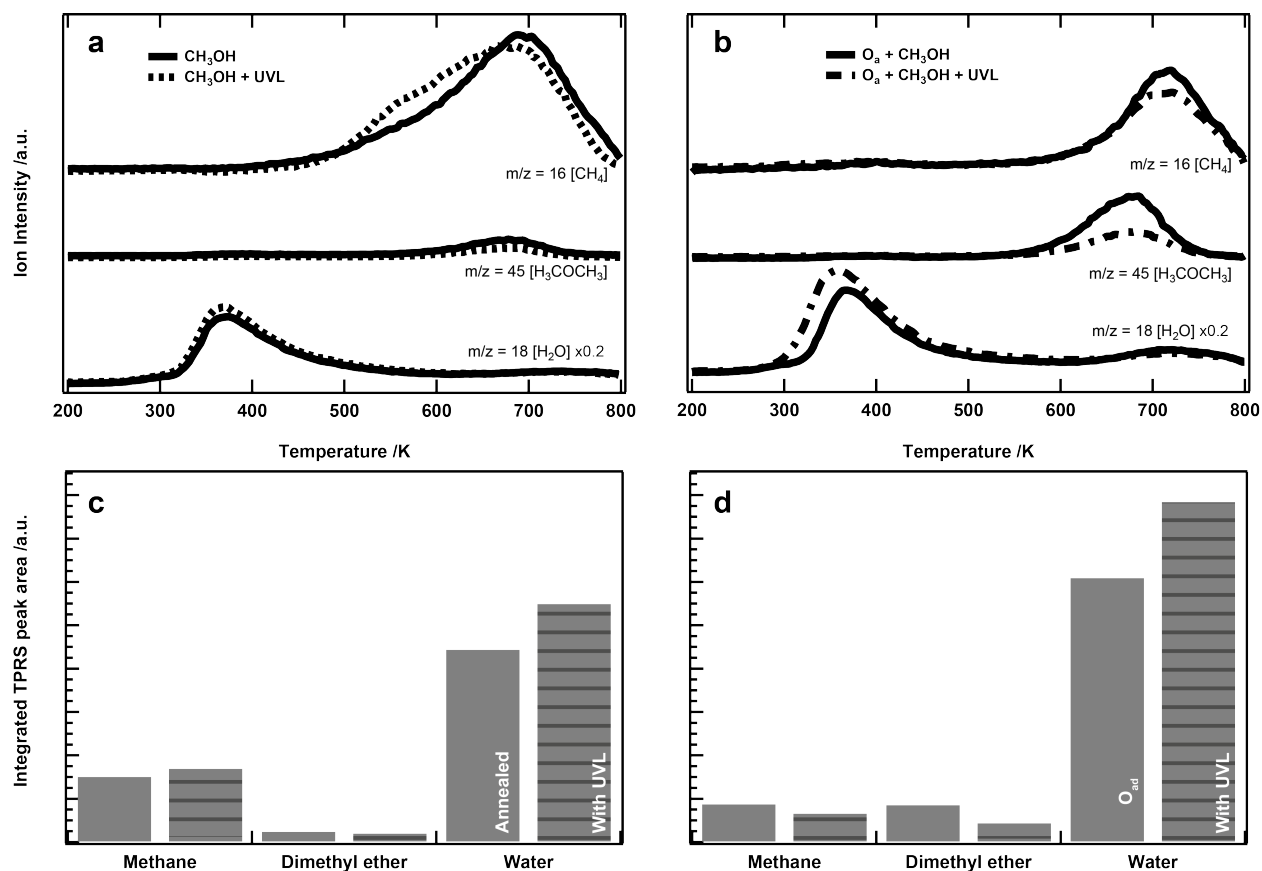 a
CH3OH
CH3OH + UVL
m/z = 16 [CH4]
m/z = 45 [H3COCH3]
m/z = 18 [H2O] x0.2
Ion Intensity /a.u.
200 300 400 500 600 700 800
Temperature /K
b
Oa + CH3OH
Oa + CH3OH + UVL
m/z = 16 [CH4]
m/z = 45 [H3COCH3]
m/z = 18 [H2O] x0.2
200 300 400 500 600 700 800
Temperature /K
c
Integrated TPRS peak area /a.u.
Annealed
With UVL
Methane Dimethyl ether Water
d
Oad
With UVL
Methane Dimethyl ether Water